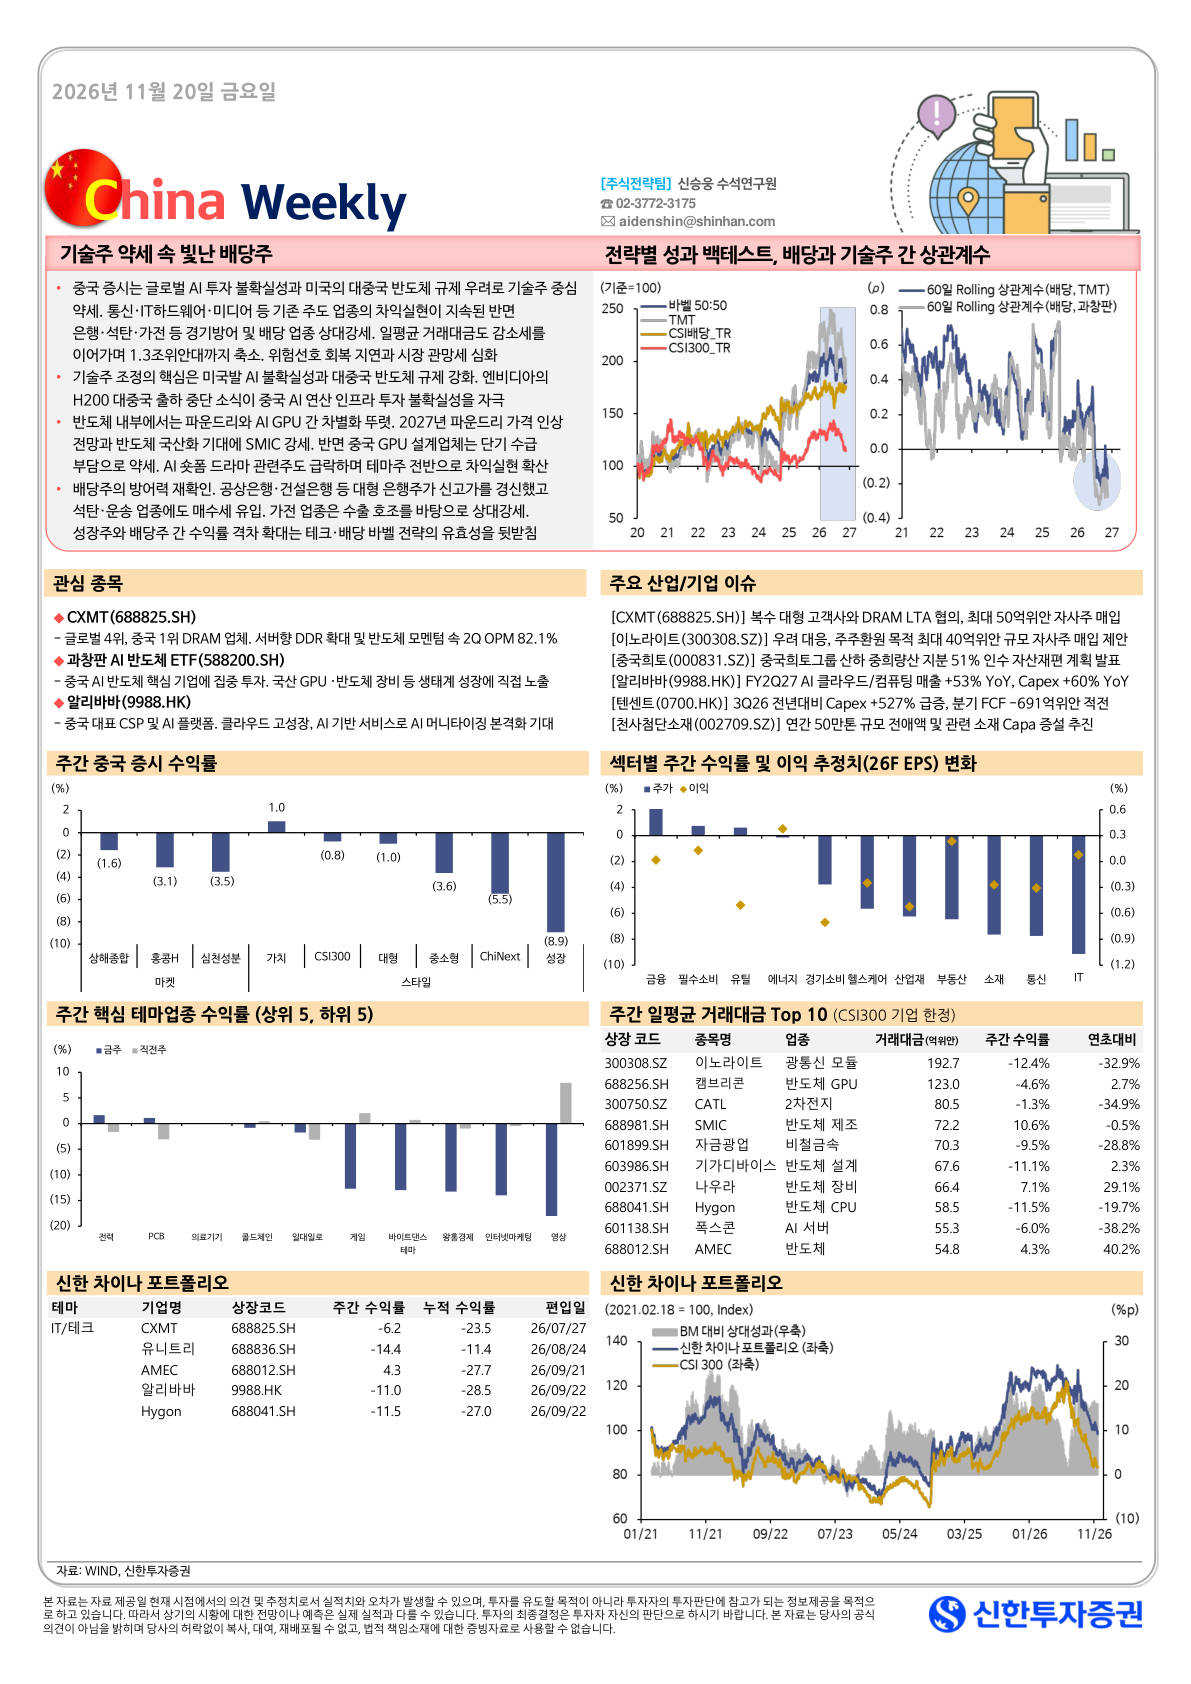 2026년 11월 20일 금요일
China Weekly
[주식전략팀] 신승웅 수석연구원
☎ 02-3772-3175
✉ aidenshin@shinhan.com
기술주 약세 속 빛난 배당주
• 중국 증시는 글로벌 AI 투자 불확실성과 미국의 대중국 반도체 규제 우려로 기술주 중심
약세. 통신·IT하드웨어·미디어 등 기존 주도 업종의 차익실현이 지속된 반면
은행·석탄·가전 등 경기방어 및 배당 업종 상대강세. 일평균 거래대금도 감소세를
이어가며 1.3조위안대까지 축소. 위험선호 회복 지연과 시장 관망세 심화
• 기술주 조정의 핵심은 미국발 AI 불확실성과 대중국 반도체 규제 강화. 엔비디아의
H200 대중국 출하 중단 소식이 중국 AI 연산 인프라 투자 불확실성을 자극
• 반도체 내부에서는 파운드리와 AI GPU 간 차별화 뚜렷. 2027년 파운드리 가격 인상
전망과 반도체 국산화 기대에 SMIC 강세. 반면 중국 GPU 설계업체는 단기 수급
부담으로 약세. AI 숏폼 드라마 관련주도 급락하며 테마주 전반으로 차익실현 확산
• 배당주의 방어력 재확인. 공상은행·건설은행 등 대형 은행주가 신고가를 경신했고
석탄·운송 업종에도 매수세 유입. 가전 업종은 수출 호조를 바탕으로 상대강세.
성장주와 배당주 간 수익률 격차 확대는 테크·배당 바벨 전략의 유효성을 뒷받침
전략별 성과 백테스트, 배당과 기술주 간 상관계수
(기준=100)
바벨 50:50
TMT
CSI배당_TR
CSI300_TR
250
200
150
100
50
20 21 22 23 24 25 26 27
(ρ)
60일 Rolling 상관계수(배당, TMT)
60일 Rolling 상관계수(배당, 과창판)
0.8
0.6
0.4
0.2
0.0
(0.2)
(0.4)
21 22 23 24 25 26 27
관심 종목
◆ CXMT(688825.SH)
- 글로벌 4위, 중국 1위 DRAM 업체. 서버향 DDR 확대 및 반도체 모멘텀 속 2Q OPM 82.1%
◆ 과창판 AI 반도체 ETF(588200.SH)
- 중국 AI 반도체 핵심 기업에 집중 투자. 국산 GPU ·반도체 장비 등 생태계 성장에 직접 노출
◆ 알리바바(9988.HK)
- 중국 대표 CSP 및 AI 플랫폼. 클라우드 고성장, AI 기반 서비스로 AI 머니타이징 본격화 기대
주요 산업/기업 이슈
[CXMT(688825.SH)] 복수 대형 고객사와 DRAM LTA 협의, 최대 50억위안 자사주 매입
[이노라이트(300308.SZ)] 우려 대응, 주주환원 목적 최대 40억위안 규모 자사주 매입 제안
[중국희토(000831.SZ)] 중국희토그룹 산하 중희량산 지분 51% 인수 자산재편 계획 발표
[알리바바(9988.HK)] FY2Q27 AI 클라우드/컴퓨팅 매출 +53% YoY, Capex +60% YoY
[텐센트(0700.HK)] 3Q26 전년대비 Capex +527% 급증, 분기 FCF -691억위안 적전
[천사첨단소재(002709.SZ)] 연간 50만톤 규모 전해액 및 관련 소재 Capa 증설 추진
주간 중국 증시 수익률
(%)
2
0
(2)
(4)
(6)
(8)
(10)
(1.6) (3.1) (3.5) 1.0 (0.8) (1.0) (3.6) (5.5) (8.9)
상해종합 홍콩H 심천성분 가치 CSI300 대형 중소형 ChiNext 성장
마켓 스타일
섹터별 주간 수익률 및 이익 추정치(26F EPS) 변화
(%) 주가 이익 (%)
2 0.6
0 0.3
(2) 0.0
(4) (0.3)
(6) (0.6)
(8) (0.9)
(10) (1.2)
금융 필수소비 유틸 에너지 경기소비 헬스케어 산업재 부동산 소재 통신 IT
주간 핵심 테마업종 수익률 (상위 5, 하위 5)
(%) 금주 직전주
10
5
0
(5)
(10)
(15)
(20)
전력 PCB 의료기기 콜드체인 일대일로 게임 바이트댄스 왕홍경제 인터넷마케팅 영상
테마
주간 일평균 거래대금 Top 10 (CSI300 기업 한정)
상장 코드 종목명 업종 거래대금(억위안) 주간 수익률 연초대비
300308.SZ 이노라이트 광통신 모듈 192.7 -12.4% -32.9%
688256.SH 캠브리콘 반도체 GPU 123.0 -4.6% 2.7%
300750.SZ CATL 2차전지 80.5 -1.3% -34.9%
688981.SH SMIC 반도체 제조 72.2 10.6% -0.5%
601899.SH 자금광업 비철금속 70.3 -9.5% -28.8%
603986.SH 기가디바이스 반도체 설계 67.6 -11.1% 2.3%
002371.SZ 나우라 반도체 장비 66.4 7.1% 29.1%
688041.SH Hygon 반도체 CPU 58.5 -11.5% -19.7%
601138.SH 폭스콘 AI 서버 55.3 -6.0% -38.2%
688012.SH AMEC 반도체 54.8 4.3% 40.2%
신한 차이나 포트폴리오
테마 기업명 상장코드 주간 수익률 누적 수익률 편입일
IT/테크 CXMT 688825.SH -6.2 -23.5 26/07/27
유니트리 688836.SH -14.4 -11.4 26/08/24
AMEC 688012.SH 4.3 -27.7 26/09/21
알리바바 9988.HK -11.0 -28.5 26/09/22
Hygon 688041.SH -11.5 -27.0 26/09/22
신한 차이나 포트폴리오
(2021.02.18 = 100, Index) (%p)
BM 대비 상대성과(우축)
신한 차이나 포트폴리오 (좌축)
CSI 300 (좌축)
140 30
120 20
100 10
80 0
60 (10)
01/21 11/21 09/22 07/23 05/24 03/25 01/26 11/26
자료: WIND, 신한투자증권
본 자료는 자료 제공일 현재 시점에서의 의견 및 추정치로서 실적치와 오차가 발생할 수 있으며, 투자를 유도할 목적이 아니라 투자자의 투자판단에 참고가 되는 정보제공을 목적으
로 하고 있습니다. 따라서 상기의 시황에 대한 전망이나 예측은 실제 실적과 다를 수 있습니다. 투자의 최종결정은 투자자 자신의 판단으로 하시기 바랍니다. 본 자료는 당사의 공식
의견이 아님을 밝히며 당사의 허락없이 복사, 대여, 재배포될 수 없고, 법적 책임소재에 대한 증빙자료로 사용할 수 없습니다.
신한투자증권